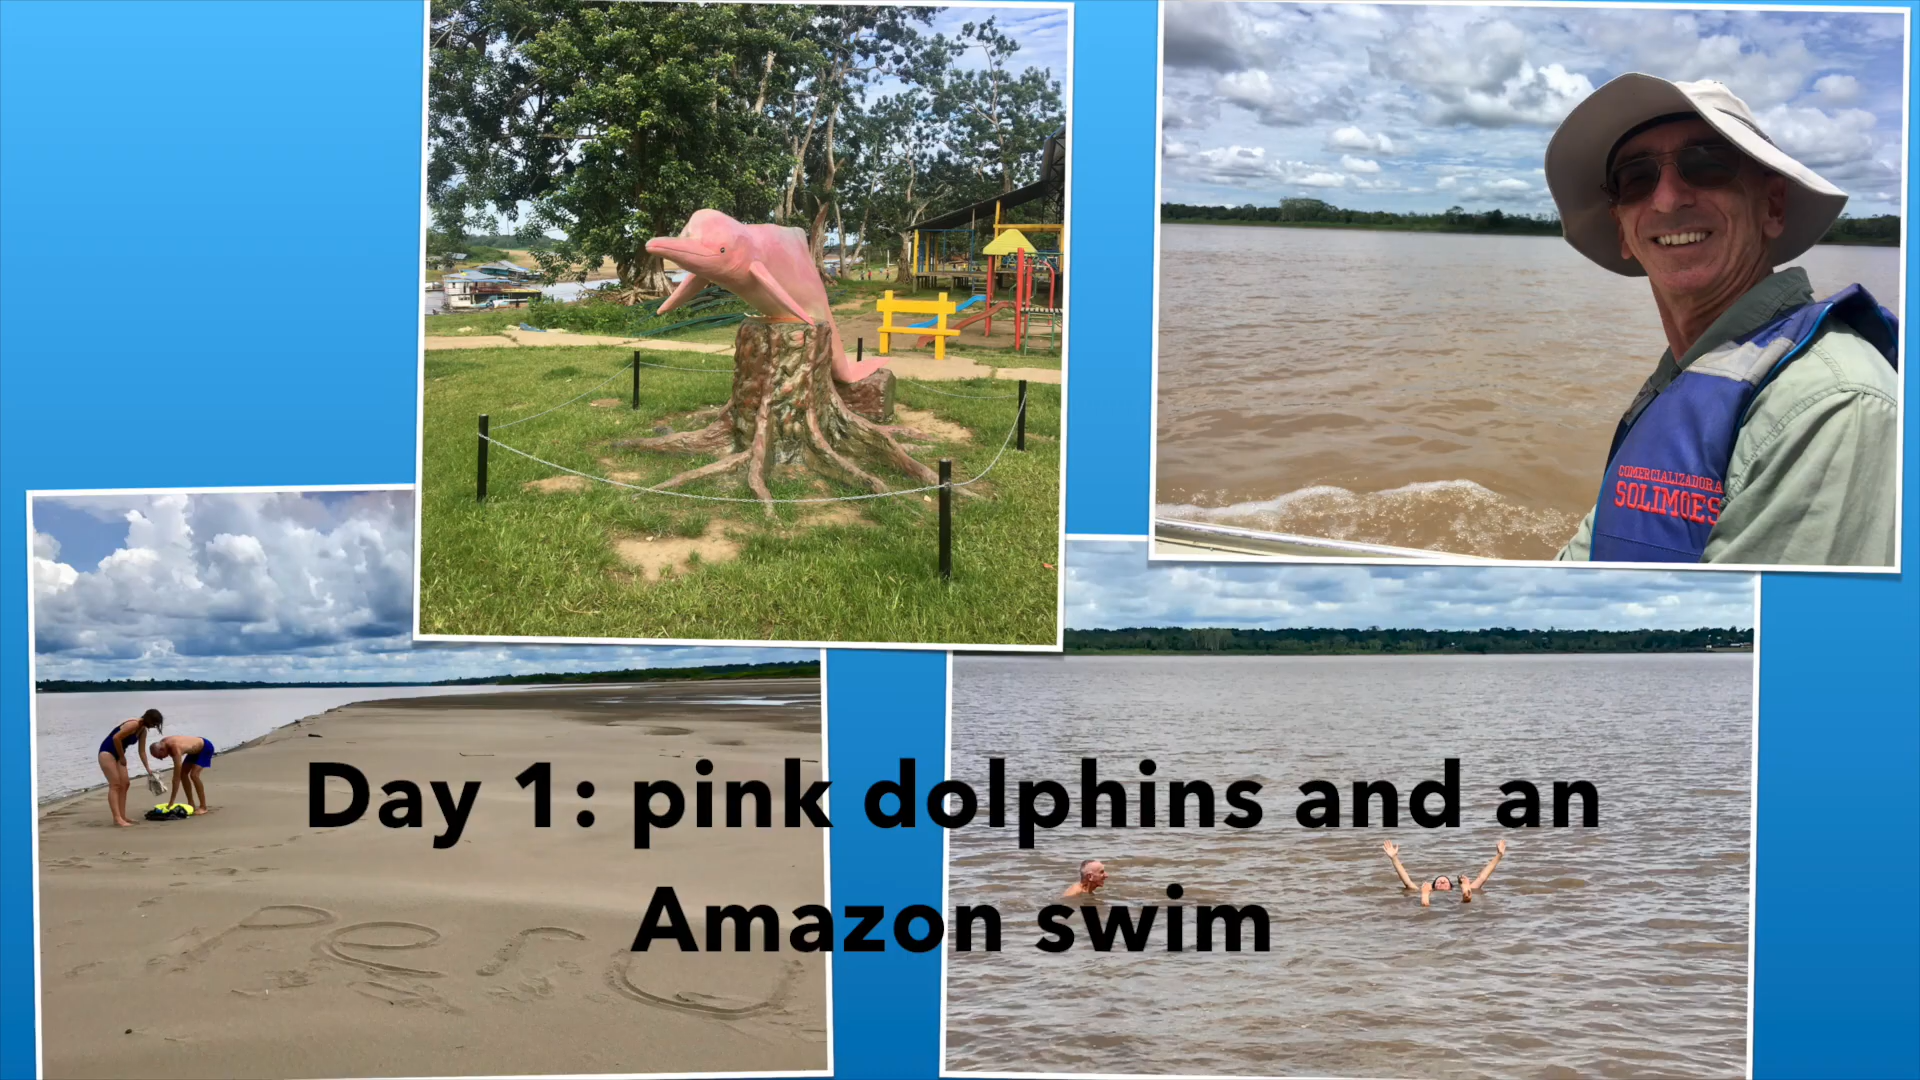 COMERCIALIZADORA
SOLIMOES
Peru
Day 1: pink dolphins and an
Amazon swim